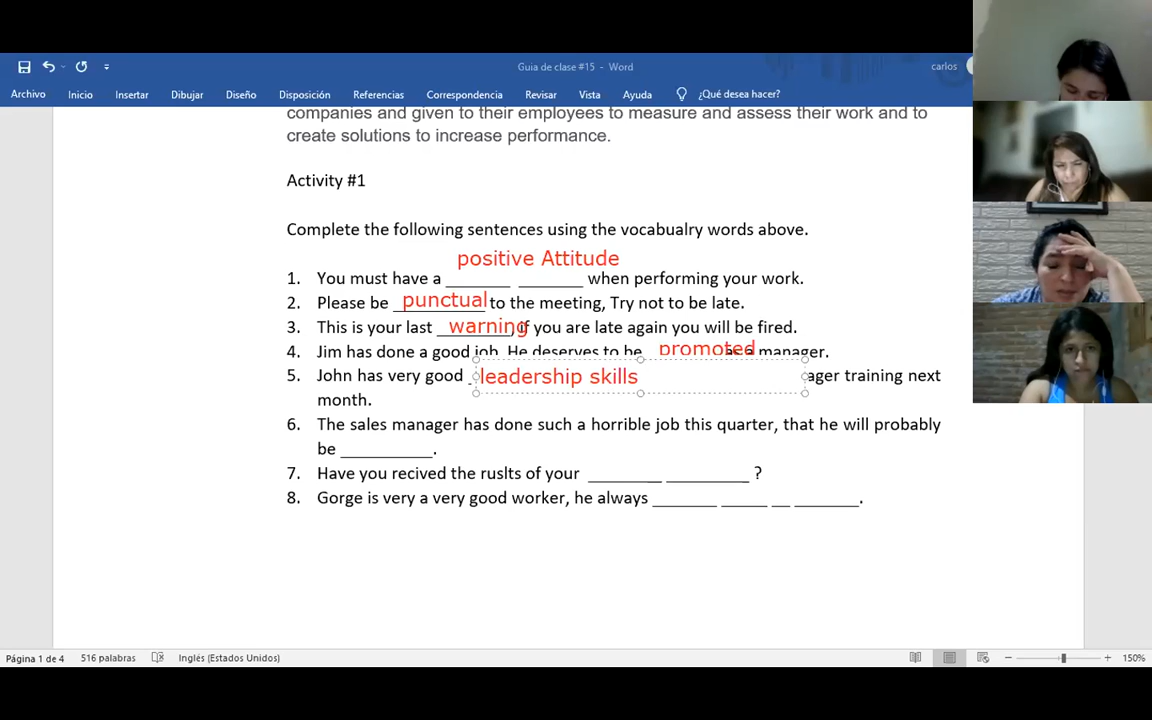 Guia de clase #15 - Word
carlos
Archivo Inicio Insertar Dibujar Diseño Disposición Referencias Correspondencia Revisar Vista Ayuda ¿Qué desea hacer?
companies and given to their employees to measure and assess their work and to
create solutions to increase performance.
Activity #1
Complete the following sentences using the vocabualry words above.
positive Attitude
1. You must have a ______ ______ when performing your work.
2. Please be punctual to the meeting, Try not to be late.
3. This is your last warning, if you are late again you will be fired.
4. Jim has done a good job. He deserves to be promoted as a manager.
5. John has very good leadership skills ager training next
month.
6. The sales manager has done such a horrible job this quarter, that he will probably
be _________.
7. Have you recived the ruslts of your _______ ________ ?
8. Gorge is very a very good worker, he always ______ ____ __ ______.
Página 1 de 4 516 palabras Inglés (Estados Unidos) 150%